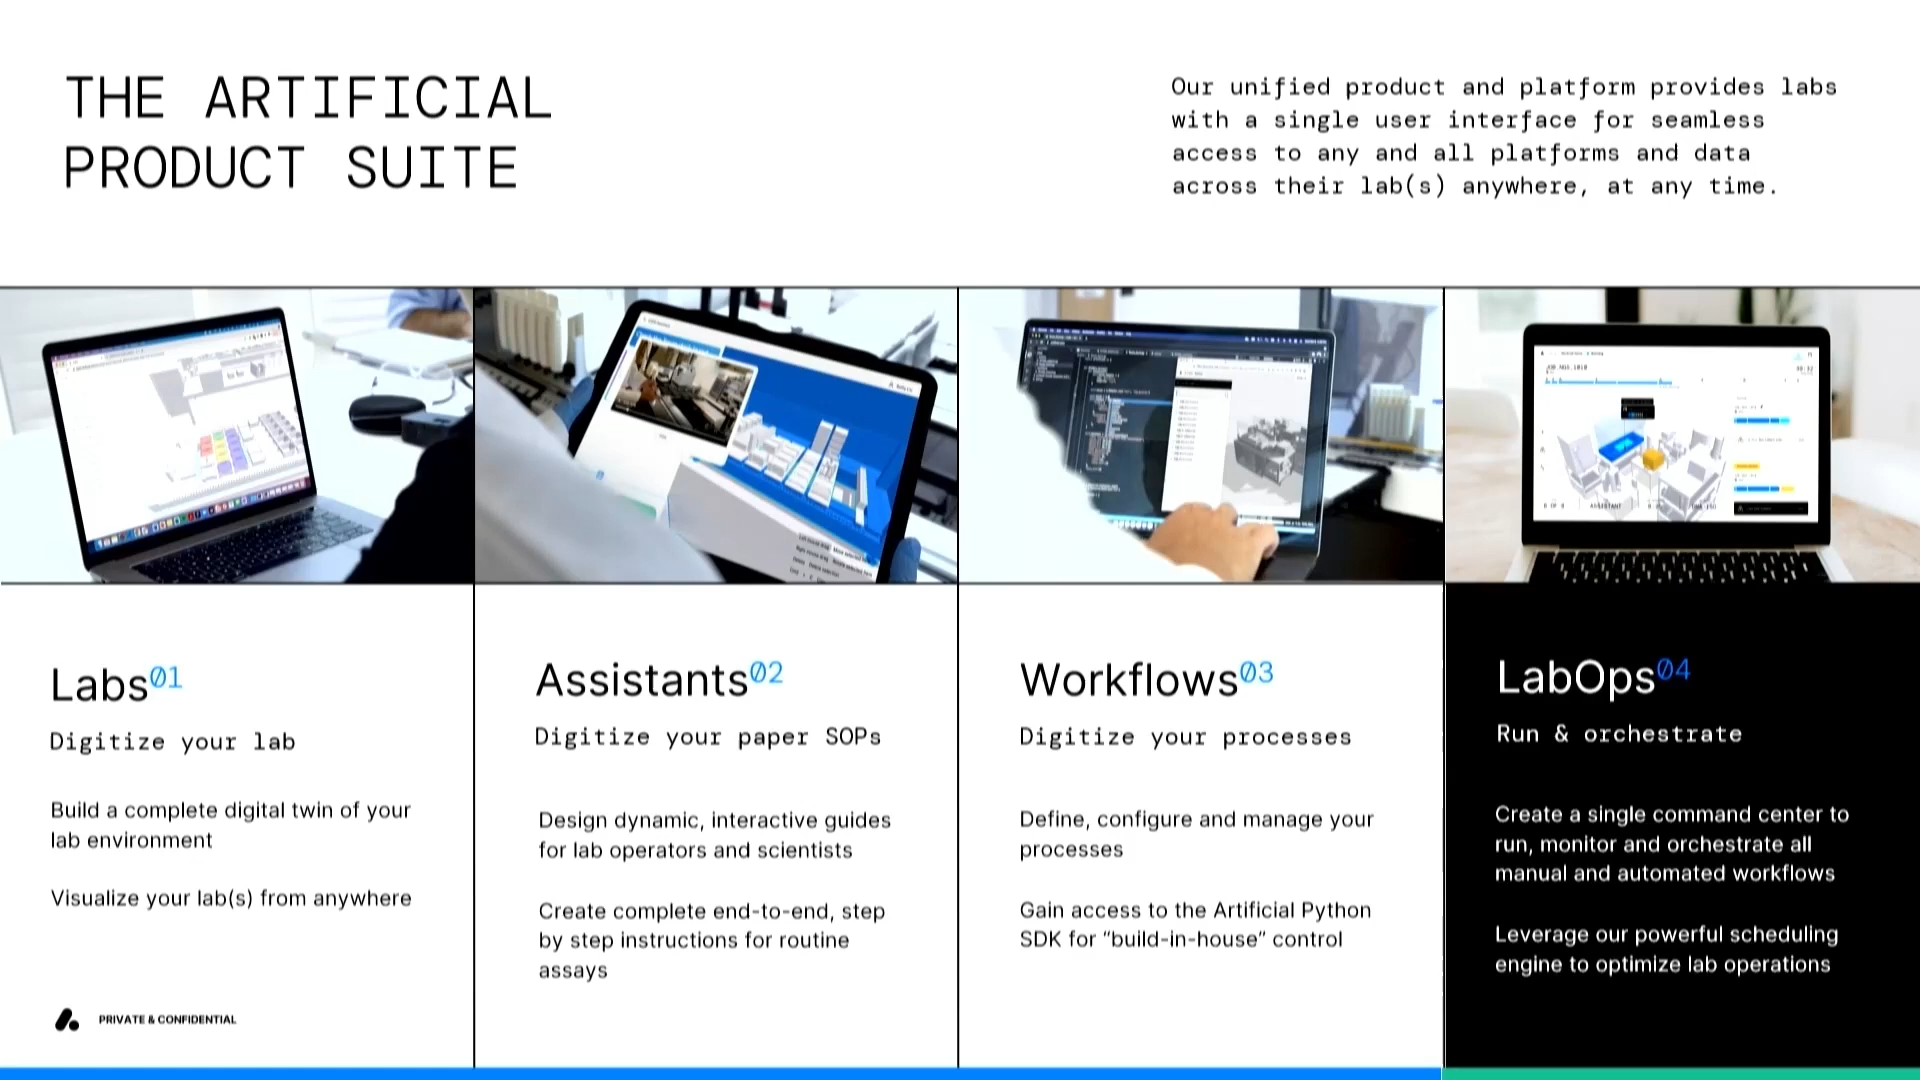 THE ARTIFICIAL
PRODUCT SUITE
Our unified product and platform provides labs
with a single user interface for seamless
access to any and all platforms and data
across their lab(s) anywhere, at any time.
Labs01
Digitize your lab
Build a complete digital twin of your
lab environment
Visualize your lab(s) from anywhere
Assistants02
Digitize your paper SOPs
Design dynamic, interactive guides
for lab operators and scientists
Create complete end-to-end, step
by step instructions for routine
assays
Workflows03
Digitize your processes
Define, configure and manage your
processes
Gain access to the Artificial Python
SDK for “build-in-house” control
LabOps04
Run & orchestrate
Create a single command center to
run, monitor and orchestrate all
manual and automated workflows
Leverage our powerful scheduling
engine to optimize lab operations
PRIVATE & CONFIDENTIAL